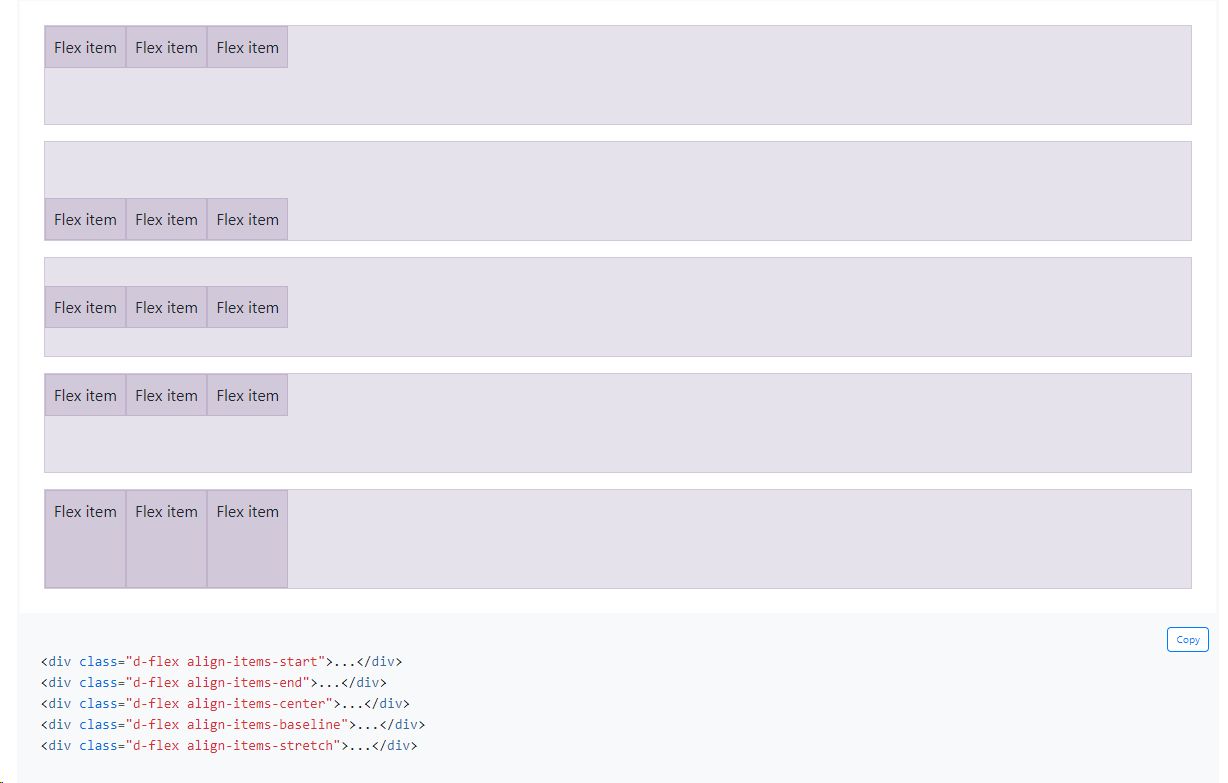 Flex item Flex item Flex item
Flex item Flex item Flex item
Flex item Flex item Flex item
Flex item Flex item Flex item
Flex item Flex item Flex item
Copy
<div class="d-flex align-items-start">...</div>
<div class="d-flex align-items-end">...</div>
<div class="d-flex align-items-center">...</div>
<div class="d-flex align-items-baseline">...</div>
<div class="d-flex align-items-stretch">...</div>